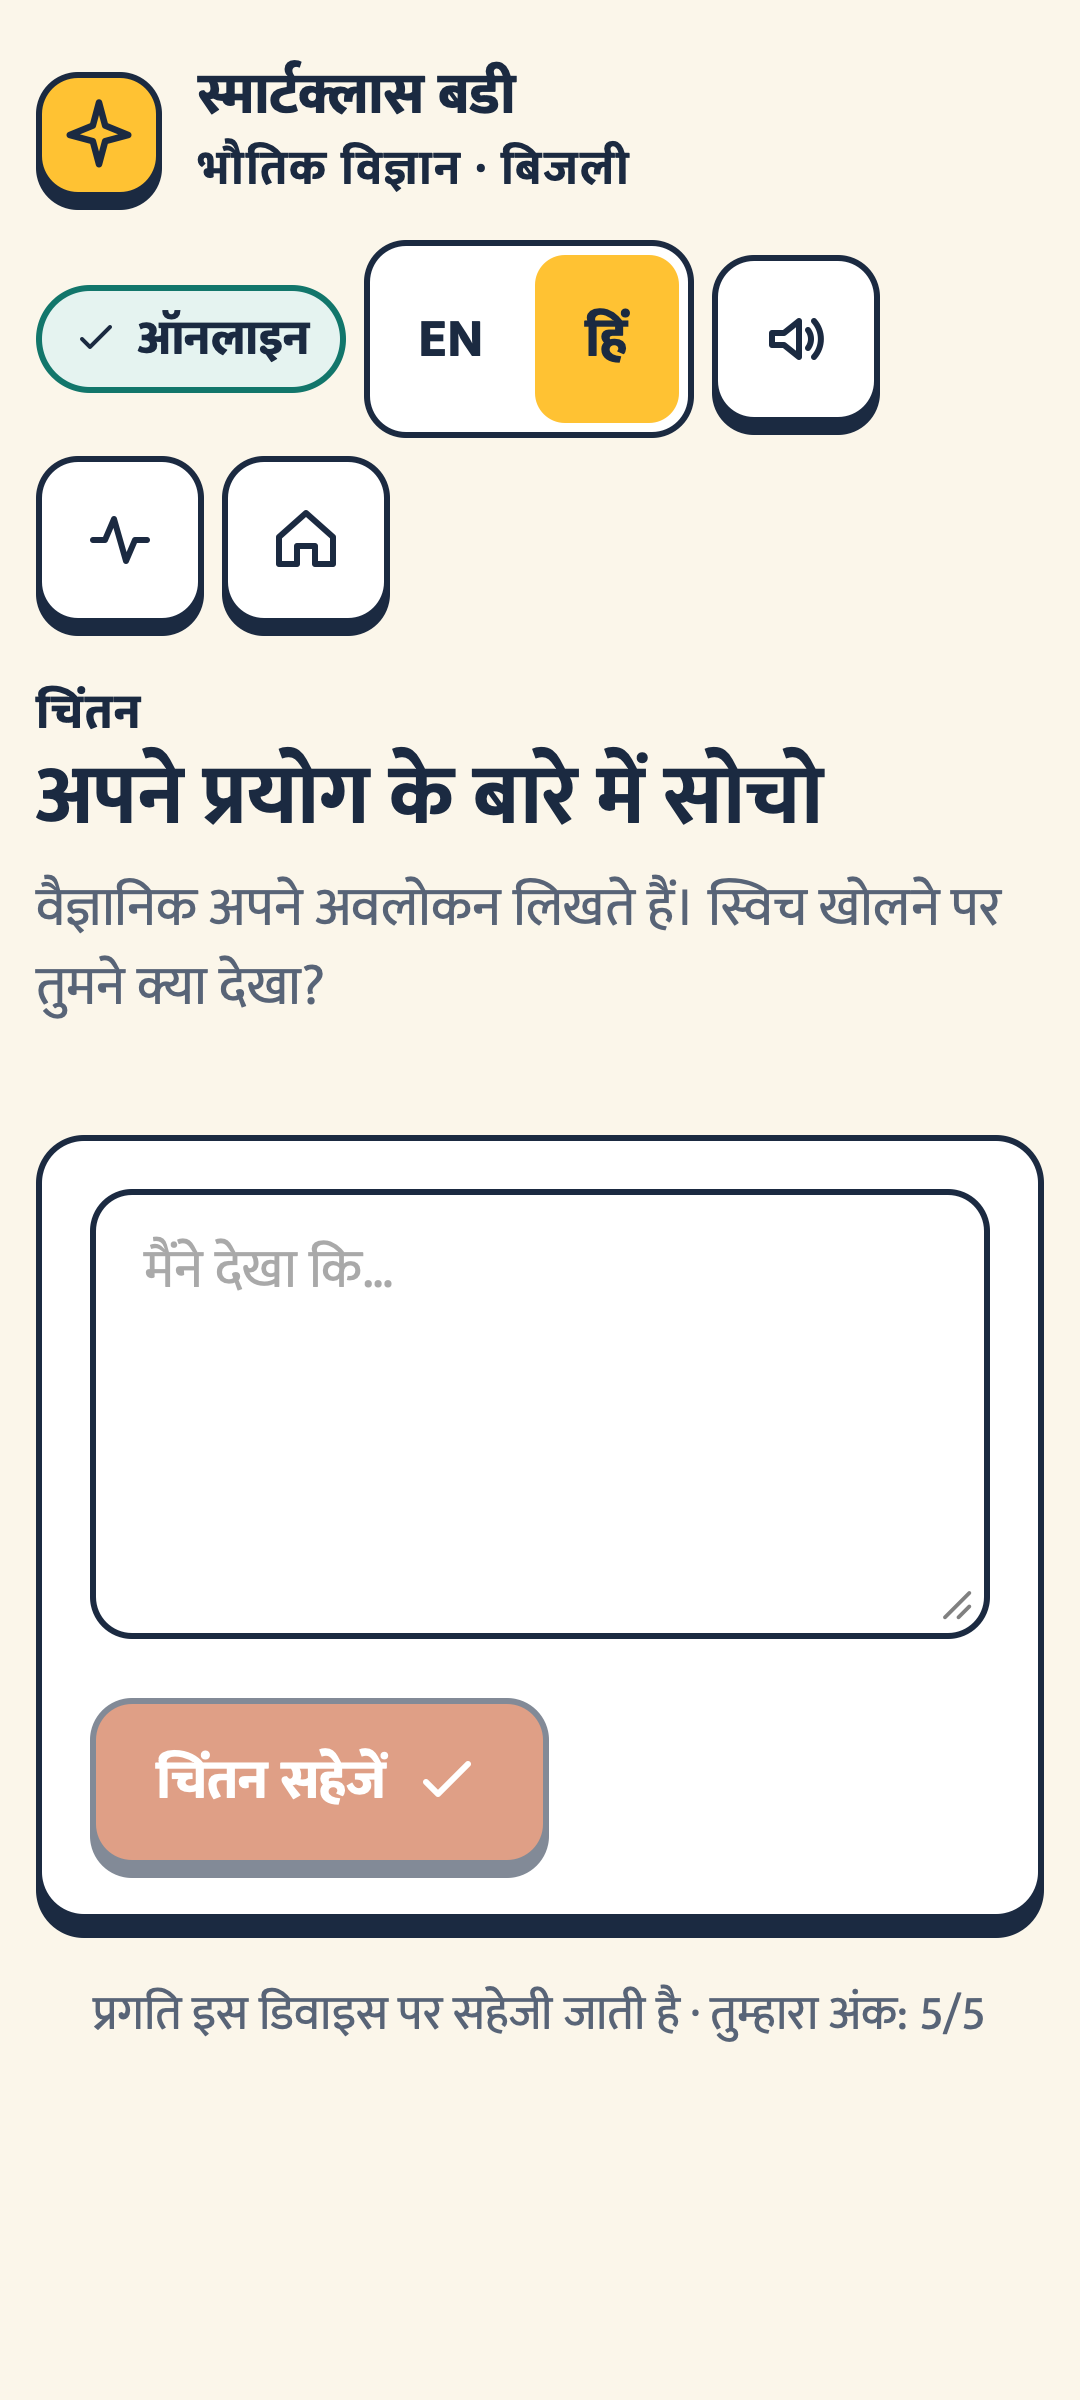 स्मार्टक्लास बडी
भौतिक विज्ञान · बिजली
ऑनलाइन
EN
हिं
चिंतन
अपने प्रयोग के बारे में सोचो
वैज्ञानिक अपने अवलोकन लिखते हैं। स्विच खोलने पर
तुमने क्या देखा?
मैंने देखा कि...
चिंतन सहेजें
प्रगति इस डिवाइस पर सहेजी जाती है · तुम्हारा अंक: 5/5